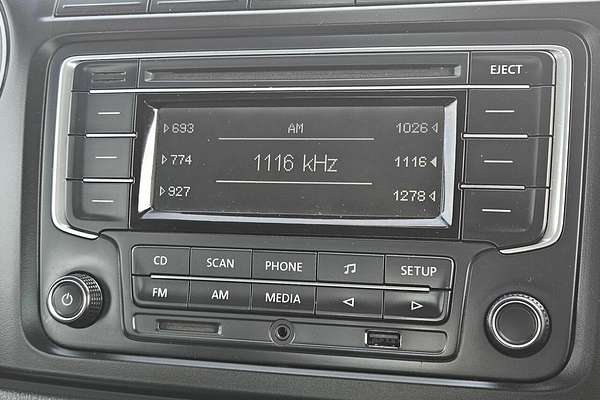 EJECT
693 AM 1026
774 1116 kHz 1116
927 1278
CD SCAN PHONE SETUP
FM AM MEDIA